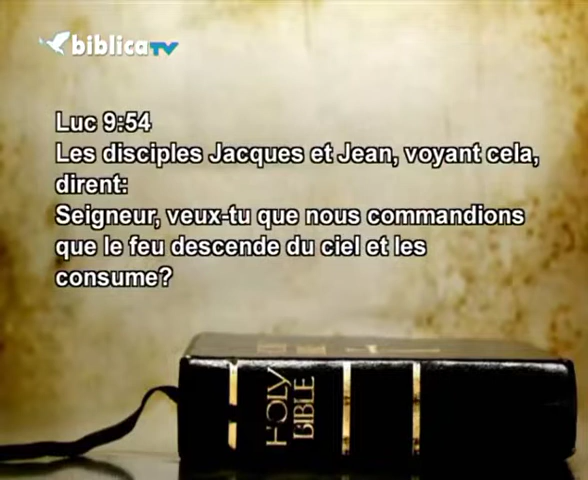 biblicaTV
Luc 9:54
Les disciples Jacques et Jean, voyant cela,
dirent:
Seigneur, veux-tu que nous commandions
que le feu descende du ciel et les
consume?
HOLY
BIBLE